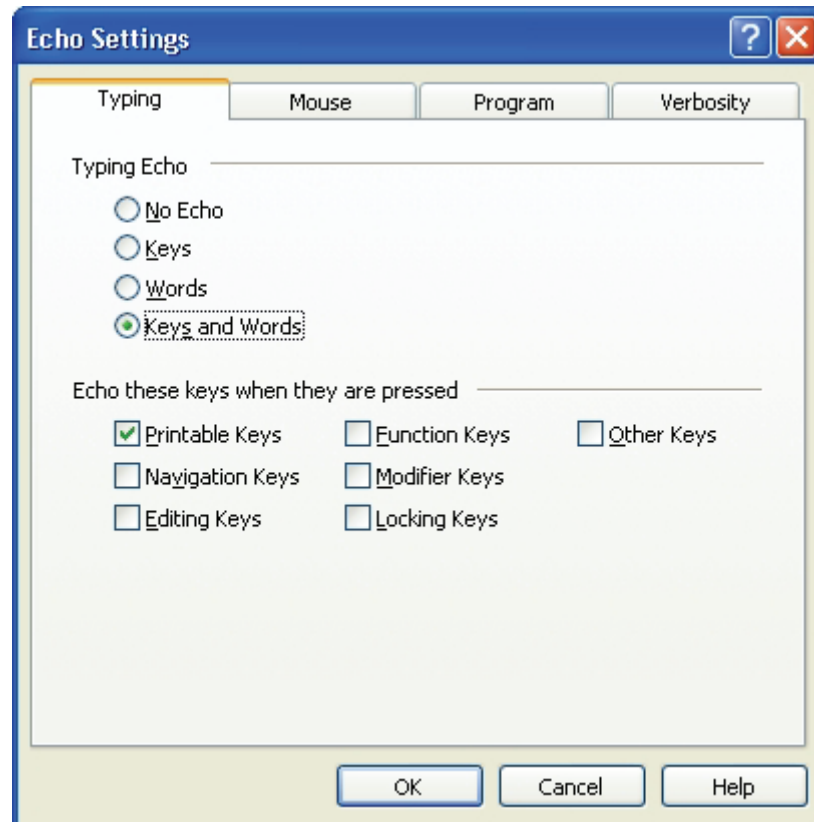 Echo Settings
Typing Mouse Program Verbosity
Typing Echo
No Echo
Keys
Words
Keys and Words
Echo these keys when they are pressed
Printable Keys Function Keys Other Keys
Navigation Keys Modifier Keys
Editing Keys Locking Keys
OK Cancel Help